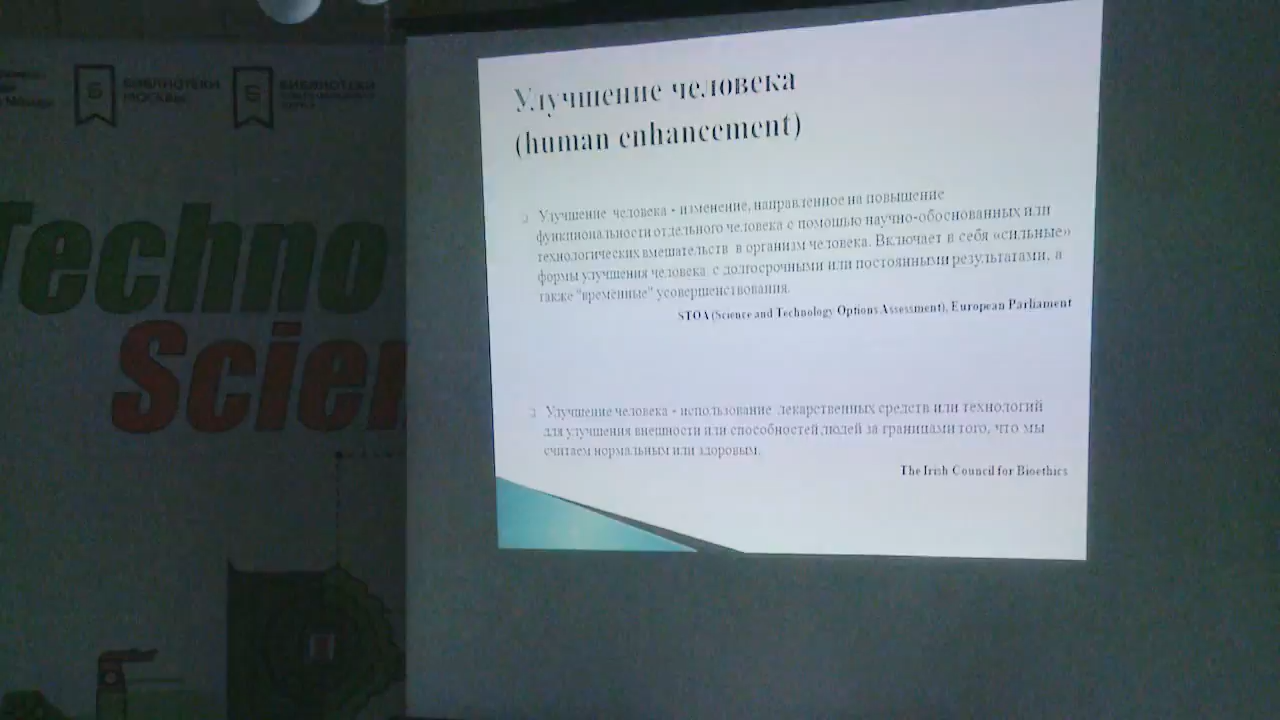 БИБЛИОТЕКИ
МОСКВЫ
БИБЛИОТЕКИ
Techno
Scien
Улучшение человека
(human enhancement)
Улучшение человека - изменение, направленное на повышение
функциональности отдельного человека с помощью научно-обоснованных или
технологических вмешательств в организм человека. Включает в себя «сильные»
формы улучшения человека с долгосрочными или постоянными результатами, а
также "временные" усовершенствования.
STOA (Science and Technology Options Assessment), European Parliament
Улучшение человека - использование лекарственных средств или технологий
для улучшения внешности или способностей людей за границами того, что мы
считаем нормальным или здоровым.
The Irish Council for Bioethics